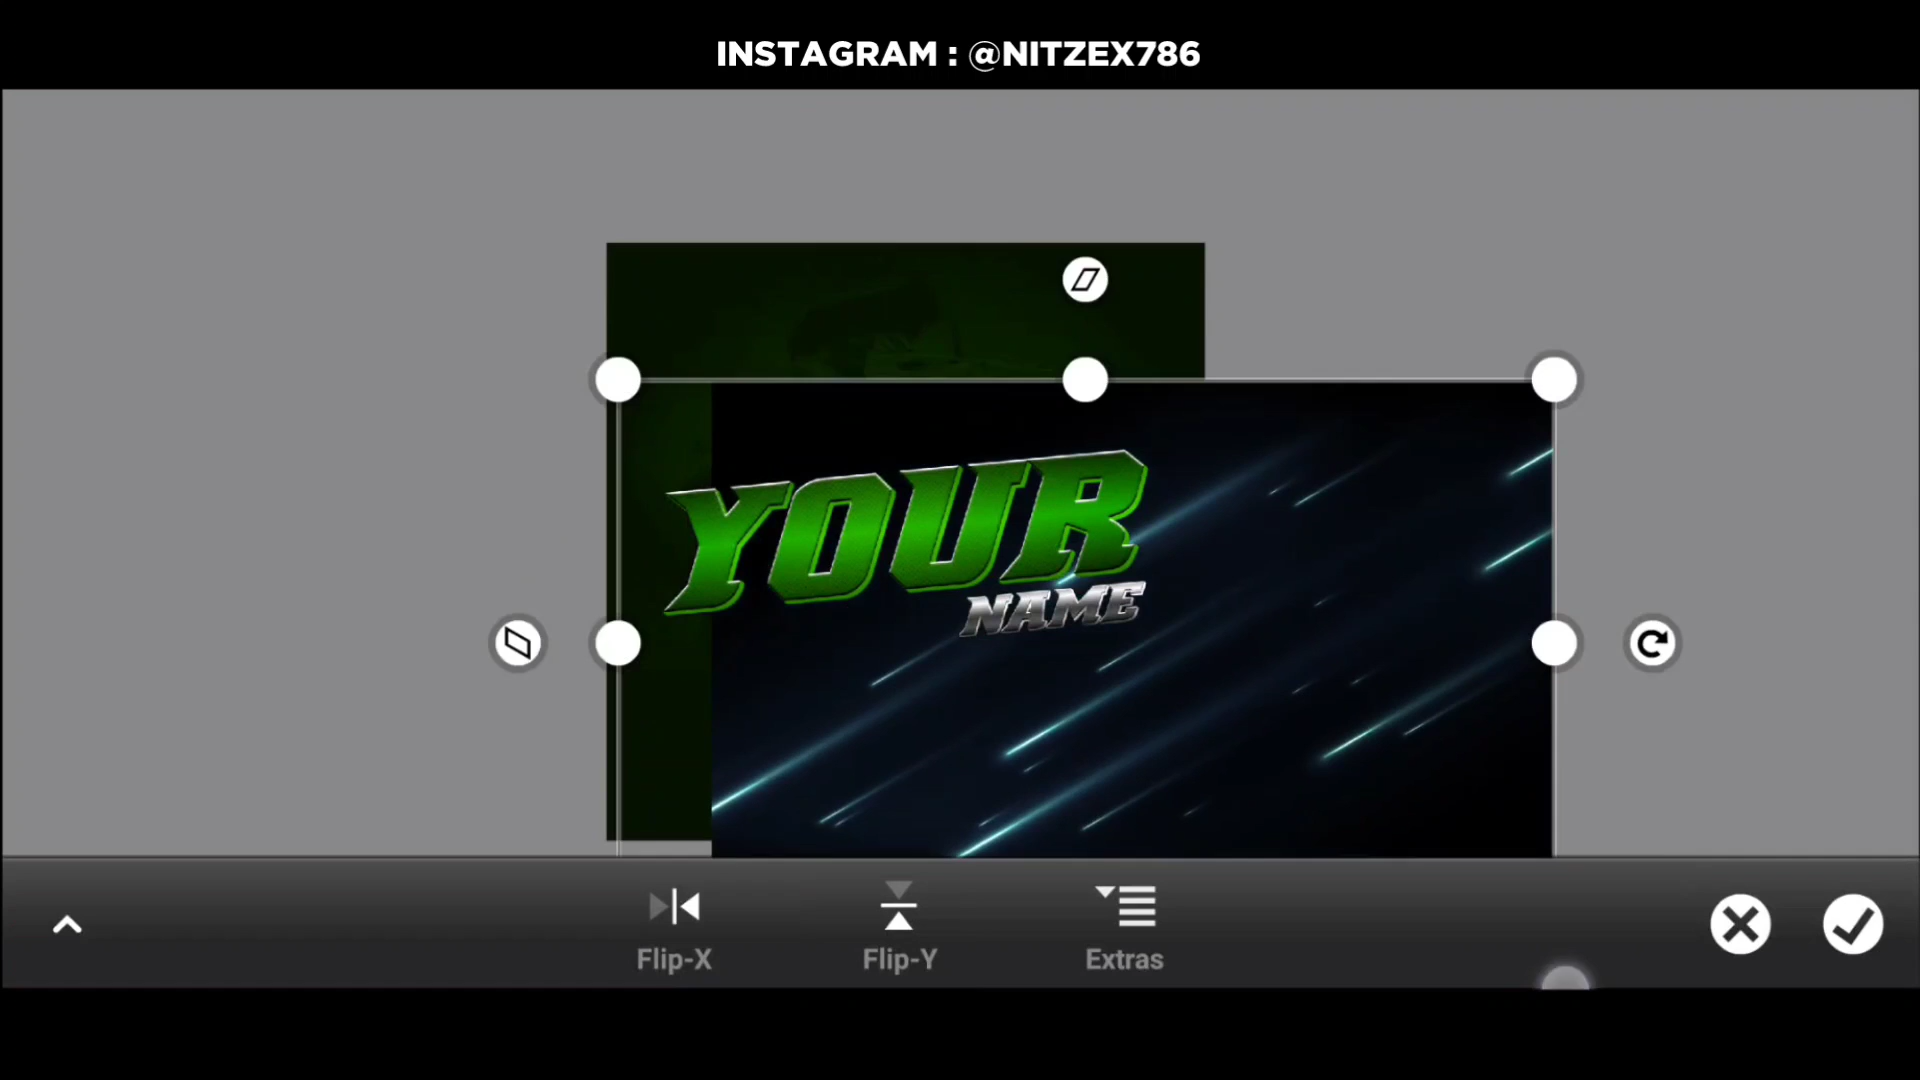 INSTAGRAM : @NITZEX786
YOUR
NAME
Flip-X
Flip-Y
Extras